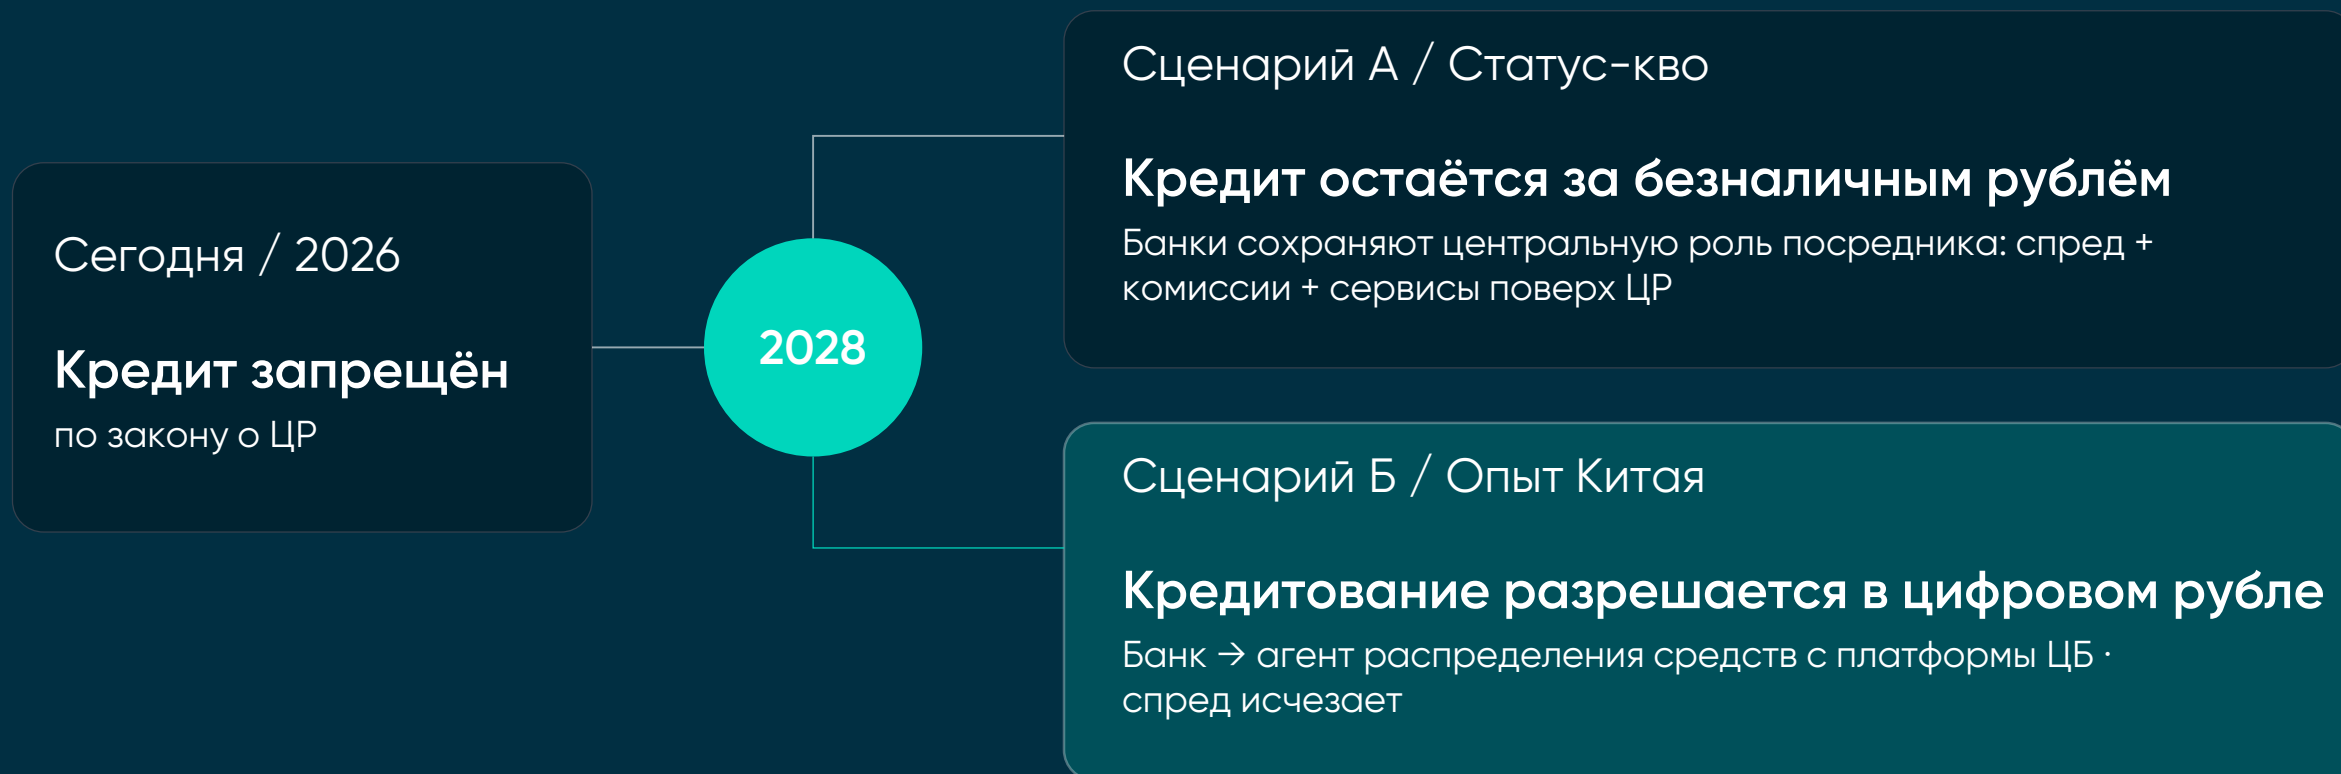 Сегодня / 2026
Кредит запрещён
по закону о ЦР
2028
Сценарий А / Статус-кво
Кредит остаётся за безналичным рублём
Банки сохраняют центральную роль посредника: спред +
комиссии + сервисы поверх ЦР
Сценарий Б / Опыт Китая
Кредитование разрешается в цифровом рубле
Банк → агент распределения средств с платформы ЦБ ·
спред исчезает